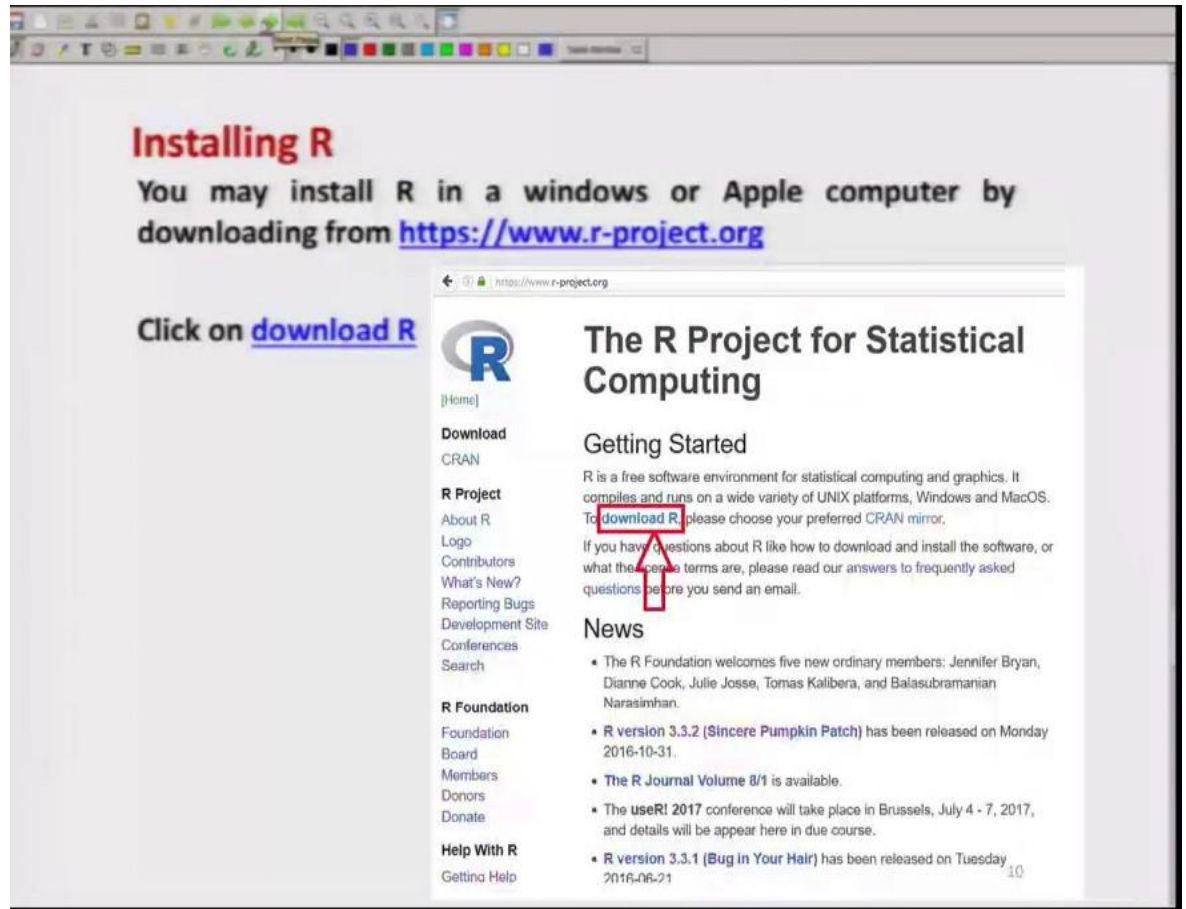 Installing R
You may install R in a windows or Apple computer by
downloading from https://www.r-project.org
Click on download R
https://www.r-project.org
R
[Home]
Download
CRAN
R Project
About R
Logo
Contributors
What's New?
Reporting Bugs
Development Site
Conferences
Search
R Foundation
Foundation
Board
Members
Donors
Donate
Help With R
Getting Help
The R Project for Statistical
Computing
Getting Started
R is a free software environment for statistical computing and graphics. It
compiles and runs on a wide variety of UNIX platforms, Windows and MacOS.
To download R, please choose your preferred CRAN mirror.
If you have questions about R like how to download and install the software, or
what the license terms are, please read our answers to frequently asked
questions before you send an email.
News
• The R Foundation welcomes five new ordinary members: Jennifer Bryan,
Dianne Cook, Julie Josse, Tomas Kalibera, and Balasubramanian
Narasimhan.
• R version 3.3.2 (Sincere Pumpkin Patch) has been released on Monday
2016-10-31.
• The R Journal Volume 8/1 is available.
• The useR! 2017 conference will take place in Brussels, July 4 - 7, 2017,
and details will be appear here in due course.
• R version 3.3.1 (Bug in Your Hair) has been released on Tuesday
2016-06-21
10